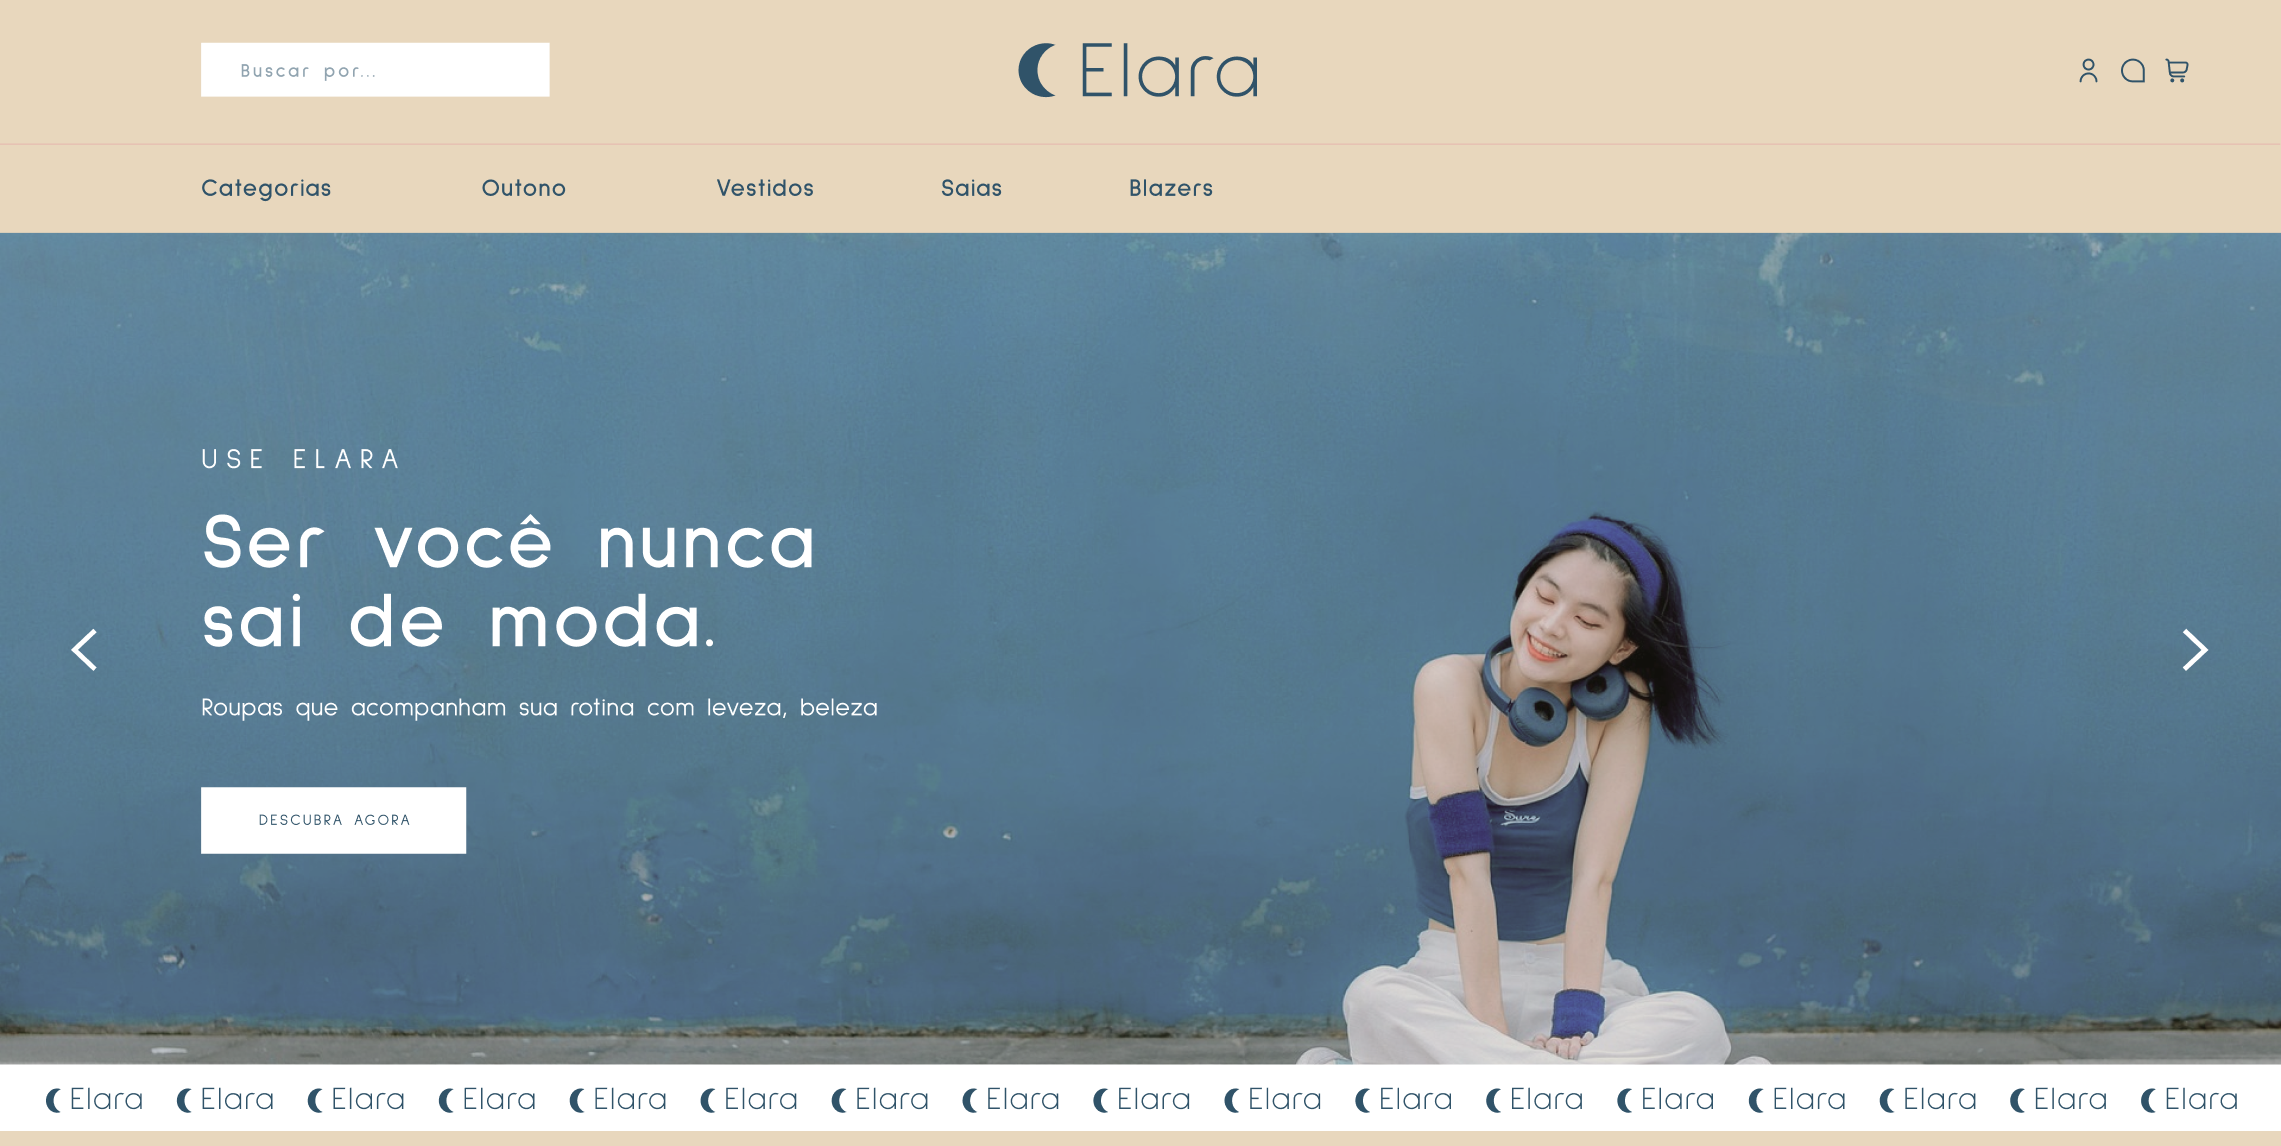 Buscar por...
Elara
Categorias Outono Vestidos Saias Blazers
USE ELARA
Ser você nunca
sai de moda.
Roupas que acompanham sua rotina com leveza, beleza
DESCUBRA AGORA
Sure
Elara Elara Elara Elara Elara Elara Elara Elara Elara Elara Elara Elara Elara Elara Elara Elara Elara